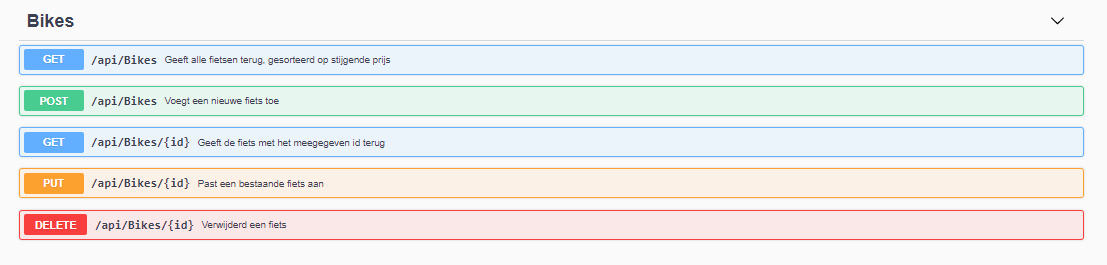 Bikes
GET /api/Bikes Geeft alle fietsen terug, gesorteerd op stijgende prijs
POST /api/Bikes Voegt een nieuwe fiets toe
GET /api/Bikes/{id} Geeft de fiets met het meegegeven id terug
PUT /api/Bikes/{id} Past een bestaande fiets aan
DELETE /api/Bikes/{id} Verwijderd een fiets